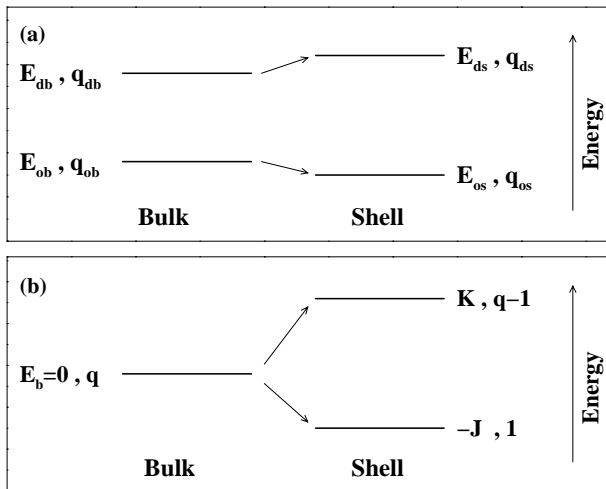 (a)
E_db , q_db
E_ds , q_ds
E_ob , q_ob
E_os , q_os
Bulk
Shell
Energy
(b)
K , q−1
E_b=0 , q
−J , 1
Bulk
Shell
Energy